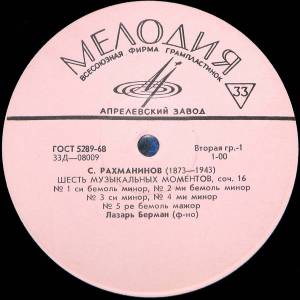 МЕЛОДИЯ
ВСЕСОЮЗНАЯ ФИРМА ГРАМПЛАСТИНОК
33
АПРЕЛЕВСКИЙ ЗАВОД
ГОСТ 5289-68 Вторая гр.-1
33Д—08009 1-00
С. РАХМАНИНОВ (1873—1943)
ШЕСТЬ МУЗЫКАЛЬНЫХ МОМЕНТОВ, соч. 16
№ 1 си бемоль минор, № 2 ми бемоль минор
№ 3 си минор, № 4 ми минор
№ 5 ре бемоль мажор
Лазарь Берман (ф-но)